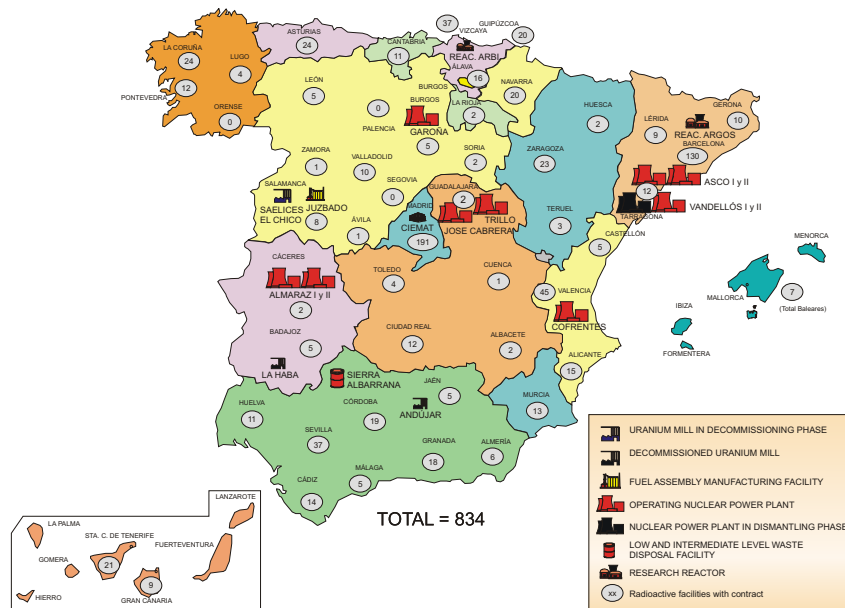 37
VIZCAYA
GUIPÚZCOA
20
ASTURIAS
24
CANTABRIA
11
REAC. ARBI
ÁLAVA
16
LA CORUÑA
24
LUGO
4
PONTEVEDRA
12
ORENSE
0
LEÓN
5
BURGOS
BURGOS
GAROÑA
5
0
PALENCIA
LA RIOJA
2
NAVARRA
20
HUESCA
2
LÉRIDA
9
GERONA
10
REAC. ARGOS
BARCELONA
130
ZAMORA
1
VALLADOLID
10
SORIA
2
ZARAGOZA
23
SEGOVIA
0
SALAMANCA
SAELICES
EL CHICO
JUZBADO
8
ÁVILA
1
GUADALAJARA
2
TRILLO
JOSE CABRERA
MADRID
CIEMAT
191
TERUEL
3
ASCO I y II
12
TARRAGONA
VANDELLÓS I y II
CASTELLÓN
5
MENORCA
MALLORCA
7
(Total Baleares)
IBIZA
FORMENTERA
CÁCERES
ALMARAZ I y II
2
TOLEDO
4
CUENCA
1
45
VALENCIA
COFRENTES
BADAJOZ
5
LA HABA
CIUDAD REAL
12
ALBACETE
2
ALICANTE
15
SIERRA
ALBARRANA
JAÉN
5
ANDÚJAR
MURCIA
13
HUELVA
11
CÓRDOBA
19
SEVILLA
37
GRANADA
18
ALMERÍA
6
MÁLAGA
5
CÁDIZ
14
TOTAL = 834
LANZAROTE
LA PALMA
STA. C. DE TENERIFE
21
FUERTEVENTURA
GOMERA
HIERRO
9
GRAN CANARIA
URANIUM MILL IN DECOMMISSIONING PHASE
DECOMMISSIONED URANIUM MILL
FUEL ASSEMBLY MANUFACTURING FACILITY
OPERATING NUCLEAR POWER PLANT
NUCLEAR POWER PLANT IN DISMANTLING PHASE
LOW AND INTERMEDIATE LEVEL WASTE
DISPOSAL FACILITY
RESEARCH REACTOR
xx Radioactive facilities with contract